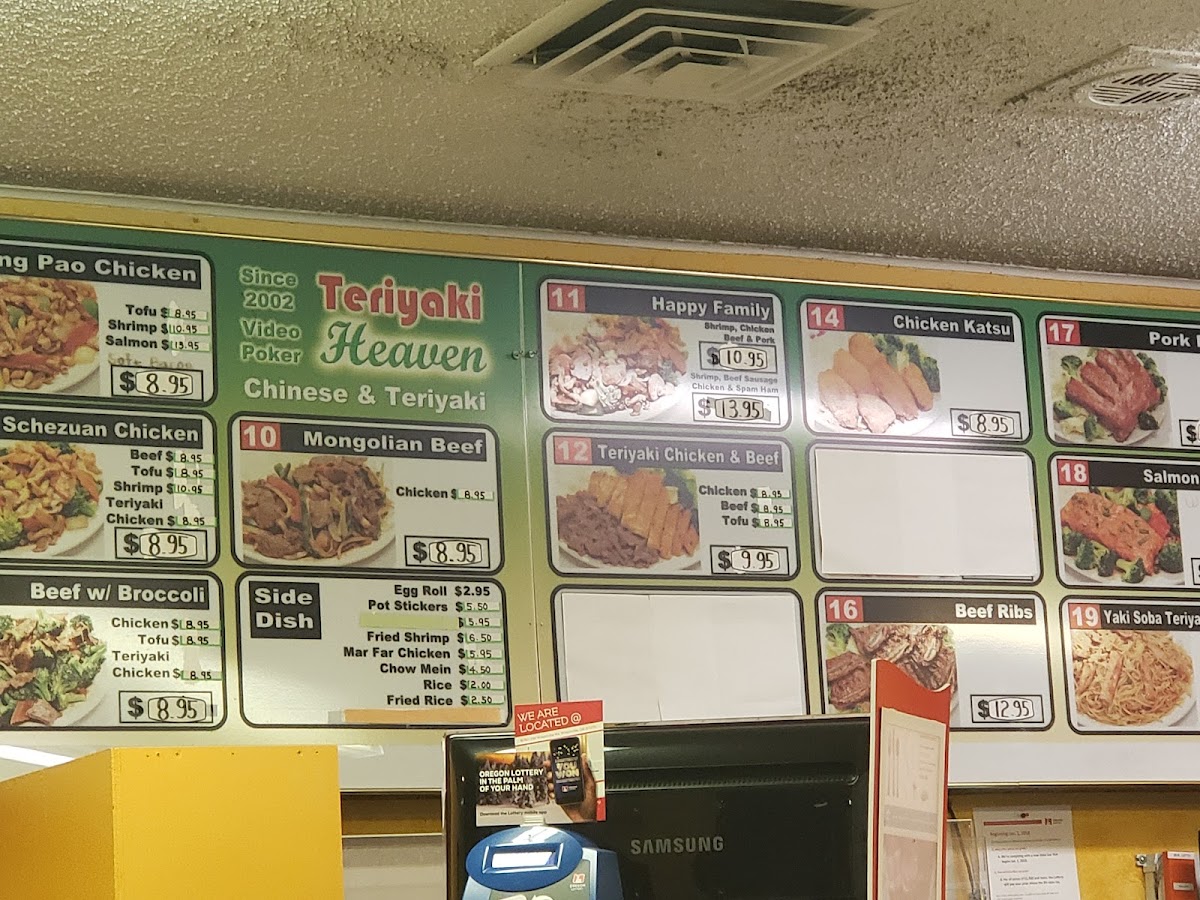 ng Pao Chicken
Tofu $ 8.95
Shrimp $ 10.95
Salmon $ 13.95
$ 8.95
Schezuan Chicken
Beef $ 8.95
Tofu $ 8.95
Shrimp $ 10.95
Teriyaki
Chicken $ 8.95
$ 8.95
Beef w/ Broccoli
Chicken $ 8.95
Tofu $ 8.95
Teriyaki
Chicken $ 8.95
$ 8.95
Since
2002
Video
Poker
Teriyaki
Heaven
Chinese & Teriyaki
10 Mongolian Beef
Chicken $ 8.95
$ 8.95
Side
Dish
Egg Roll $2.95
Pot Stickers $5.50
$5.95
Fried Shrimp $6.50
Mar Far Chicken $5.95
Chow Mein $4.50
Rice $2.00
Fried Rice $2.50
11 Happy Family
Shrimp, Chicken
Beef & Pork
$ 10.95
Shrimp, Beef Sausage
Chicken & Spam Ham
$ 13.95
12 Teriyaki Chicken & Beef
Chicken $ 8.95
Beef $ 8.95
Tofu $ 8.95
$ 9.95
14 Chicken Katsu
$ 8.95
16 Beef Ribs
$ 12.95
17 Pork
$
18 Salmon
$
19 Yaki Soba Teriya
WE ARE
LOCATED @
OREGON LOTTERY
IN THE PALM
OF YOUR HAND
Download the Lottery mobile app
YOU
WON
SAMSUNG